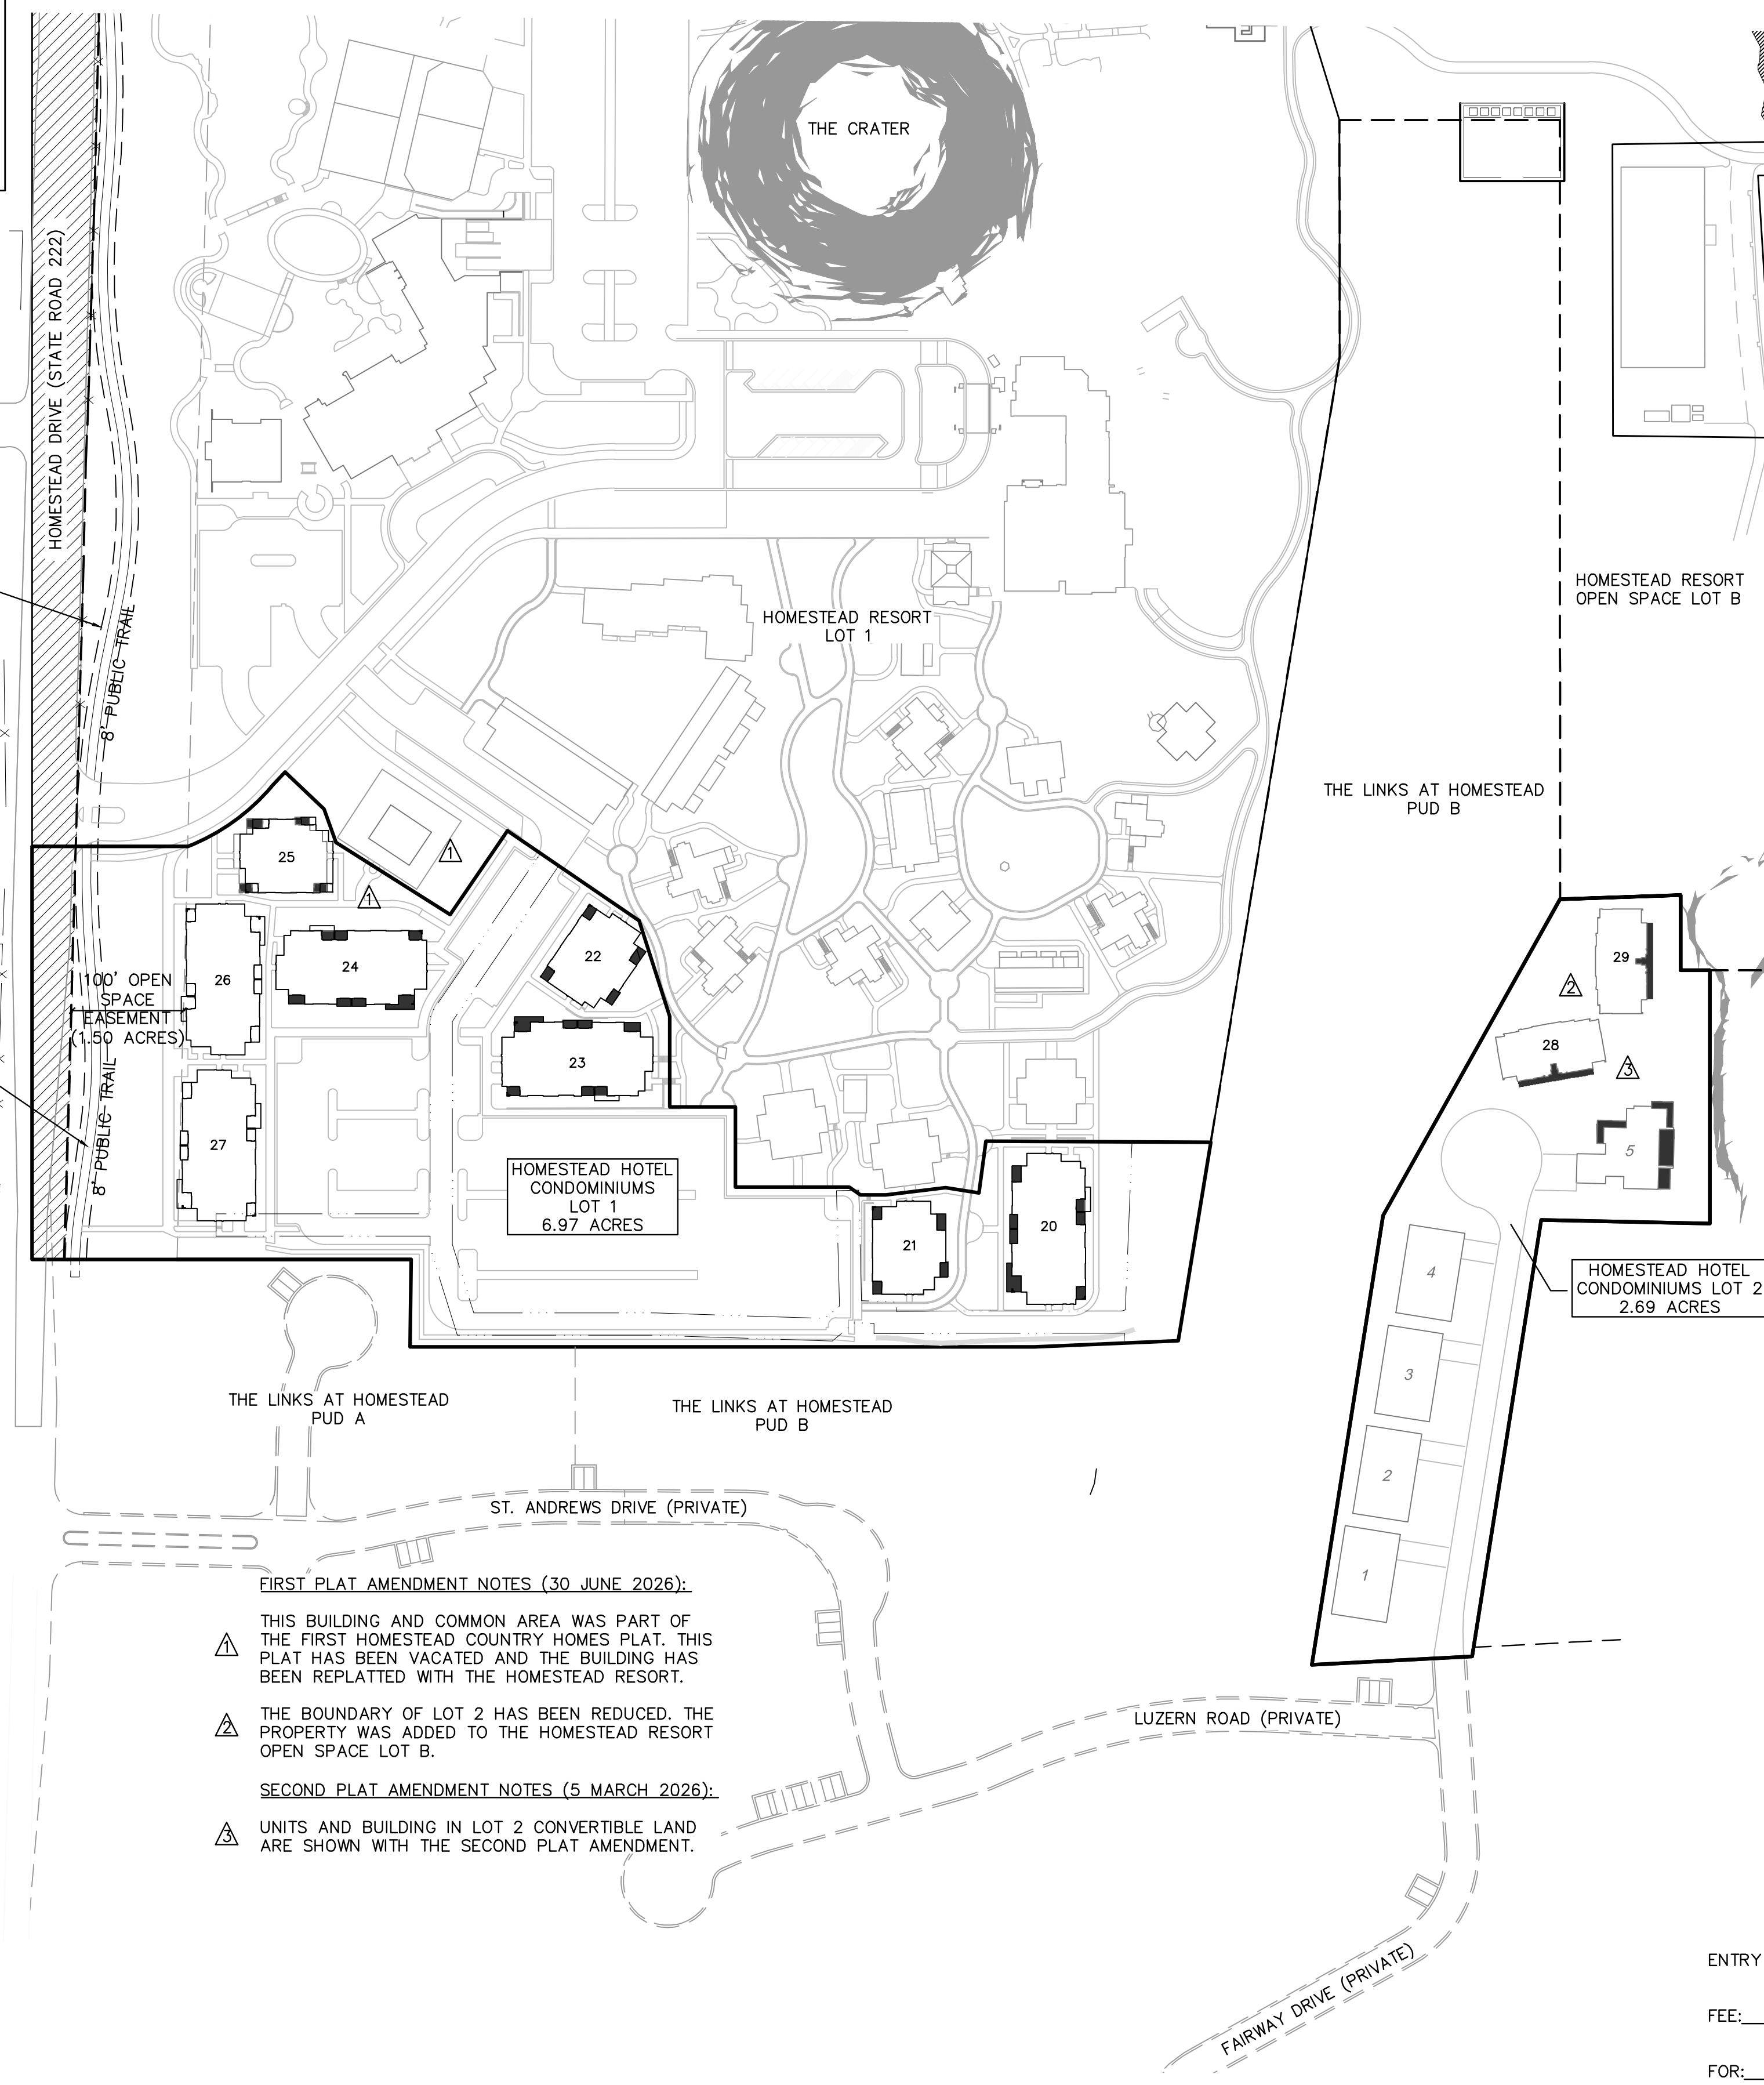 THE CRATER
HOMESTEAD DRIVE (STATE ROAD 222)
8' PUBLIC TRAIL
HOMESTEAD RESORT
LOT 1
HOMESTEAD RESORT
OPEN SPACE LOT B
THE LINKS AT HOMESTEAD
PUD B
1
1
25
26
24
22
23
27
100' OPEN
SPACE
EASEMENT
(1.50 ACRES)
8' PUBLIC TRAIL
HOMESTEAD HOTEL
CONDOMINIUMS
LOT 1
6.97 ACRES
21
20
29
2
28
3
5
4
3
2
1
HOMESTEAD HOTEL
CONDOMINIUMS LOT 2
2.69 ACRES
THE LINKS AT HOMESTEAD
PUD A
THE LINKS AT HOMESTEAD
PUD B
ST. ANDREWS DRIVE (PRIVATE)
FIRST PLAT AMENDMENT NOTES (30 JUNE 2026):
1
THIS BUILDING AND COMMON AREA WAS PART OF
THE FIRST HOMESTEAD COUNTRY HOMES PLAT. THIS
PLAT HAS BEEN VACATED AND THE BUILDING HAS
BEEN REPLATTED WITH THE HOMESTEAD RESORT.
2
THE BOUNDARY OF LOT 2 HAS BEEN REDUCED. THE
PROPERTY WAS ADDED TO THE HOMESTEAD RESORT
OPEN SPACE LOT B.
SECOND PLAT AMENDMENT NOTES (5 MARCH 2026):
3
UNITS AND BUILDING IN LOT 2 CONVERTIBLE LAND
ARE SHOWN WITH THE SECOND PLAT AMENDMENT.
LUZERN ROAD (PRIVATE)
FAIRWAY DRIVE (PRIVATE)
ENTRY
FEE:
FOR: